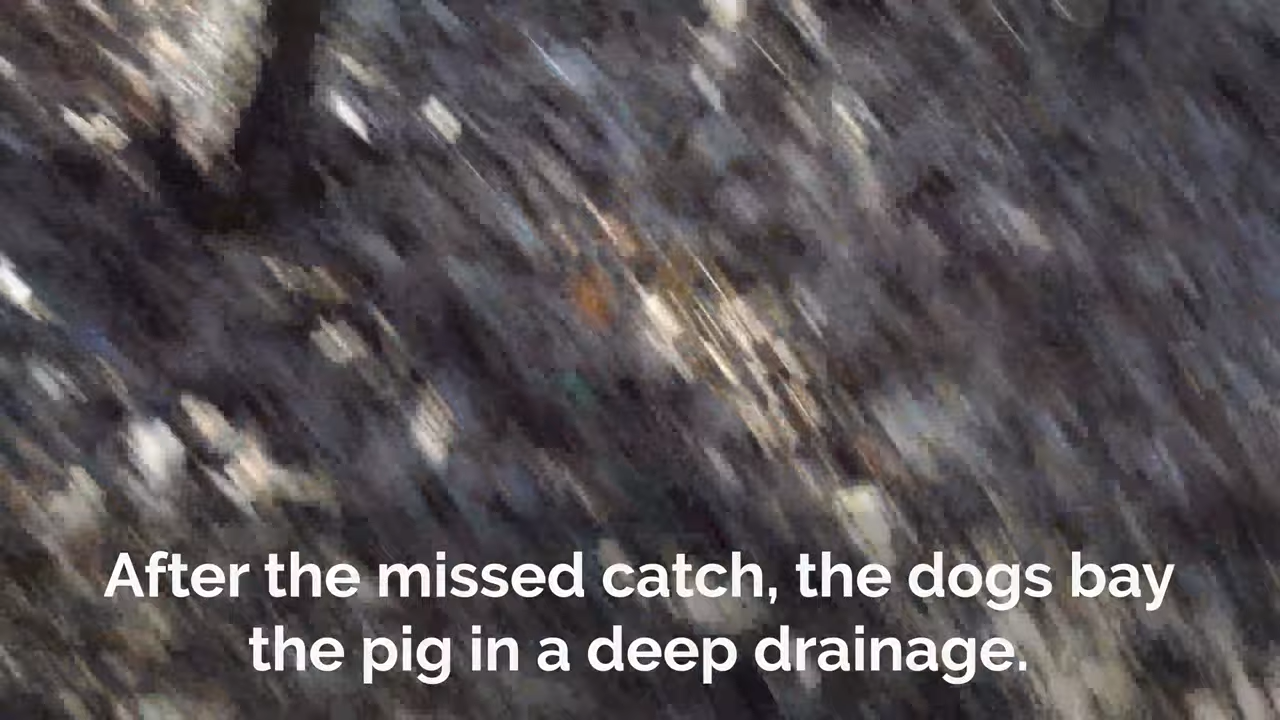 After the missed catch, the dogs bay
the pig in a deep drainage.